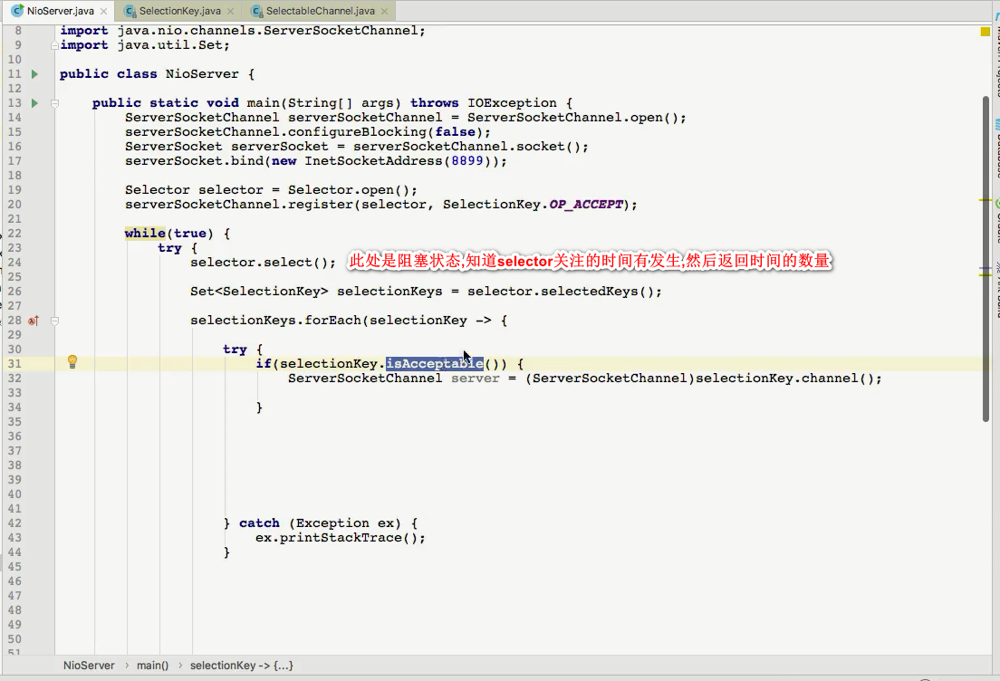 NioServer.java
SelectionKey.java
SelectableChannel.java
8 import java.nio.channels.ServerSocketChannel;
9 import java.util.Set;
10
11 public class NioServer {
12
13 public static void main(String[] args) throws IOException {
14 ServerSocketChannel serverSocketChannel = ServerSocketChannel.open();
15 serverSocketChannel.configureBlocking(false);
16 ServerSocket serverSocket = serverSocketChannel.socket();
17 serverSocket.bind(new InetSocketAddress(8899));
18
19 Selector selector = Selector.open();
20 serverSocketChannel.register(selector, SelectionKey.OP_ACCEPT);
21
22 while(true) {
23 try {
24 selector.select(); 此处是阻塞状态,知道selector关注的时间有发生,然后返回时间的数量
25
26 Set<SelectionKey> selectionKeys = selector.selectedKeys();
27
28 selectionKeys.forEach(selectionKey -> {
29
30 try {
31 if(selectionKey.isAcceptable()) {
32 ServerSocketChannel server = (ServerSocketChannel)selectionKey.channel();
33
34 }
35
36
37
38
39
40
41
42 } catch (Exception ex) {
43 ex.printStackTrace();
44 }
45
46
47
48
49
50
51
NioServer › main() › selectionKey -> {...}